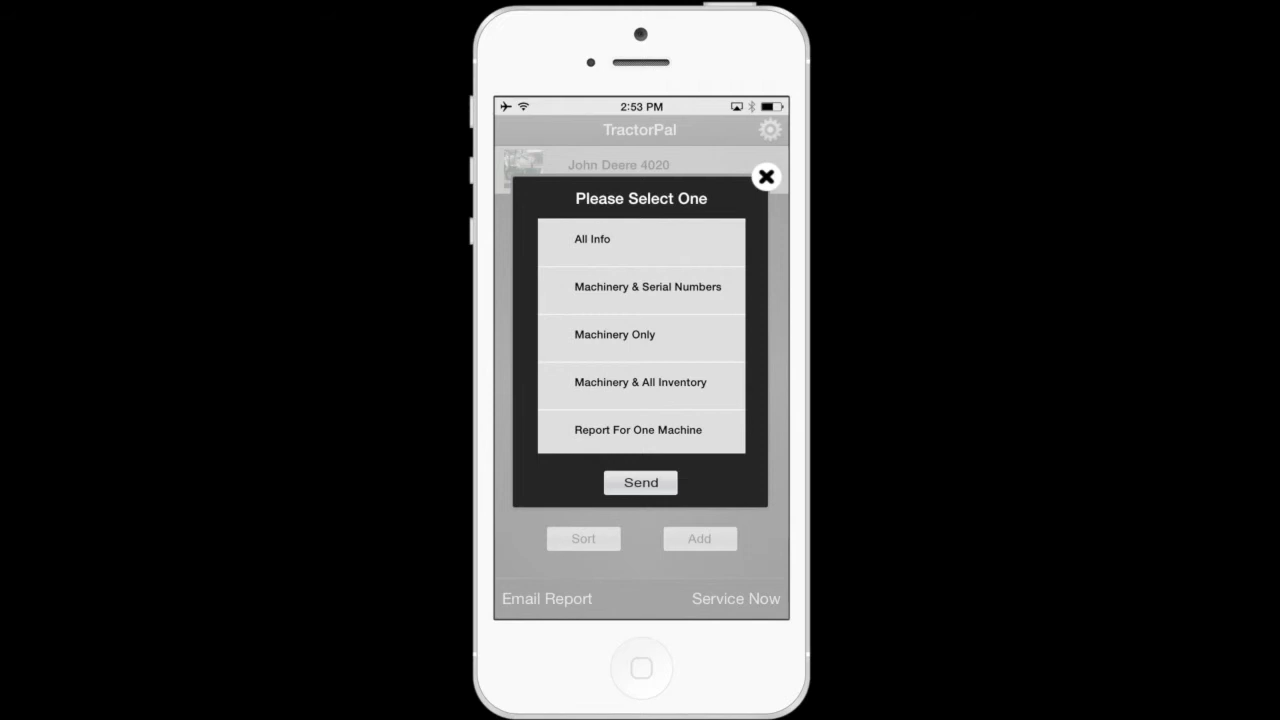 2:53 PM
TractorPal
John Deere 4020
Please Select One
All Info
Machinery & Serial Numbers
Machinery Only
Machinery & All Inventory
Report For One Machine
Send
Sort Add
Email Report Service Now